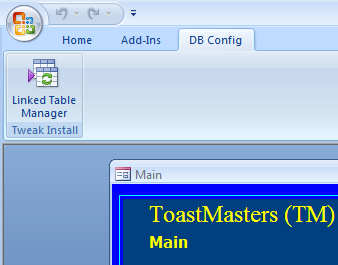 Home Add-Ins DB Config
Linked Table
Manager
Tweak Install
Main
ToastMasters (TM)
Main